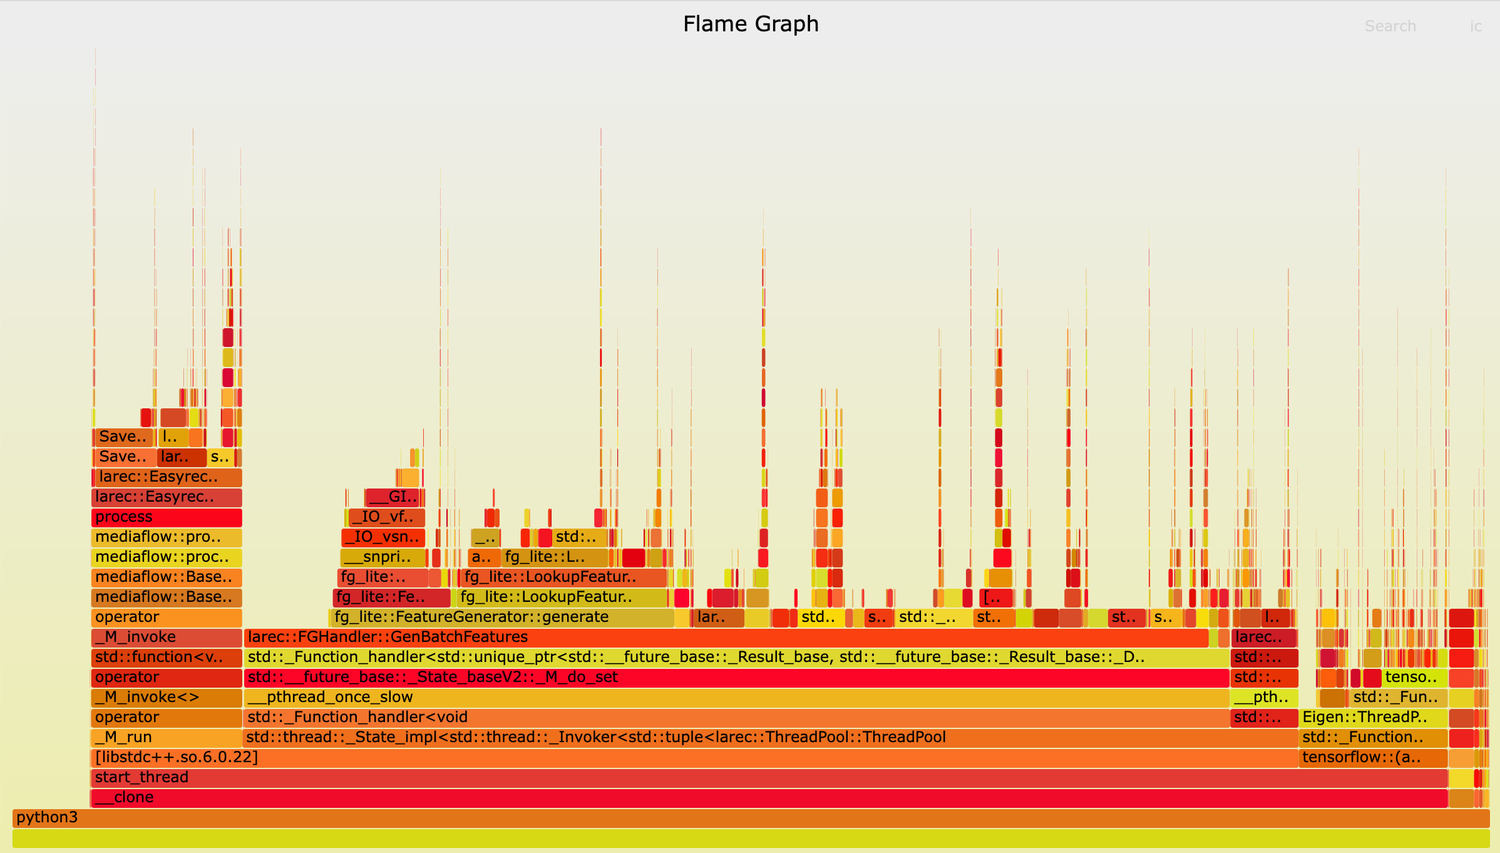 Flame Graph
Search ic
Save.. l..
Save.. lar.. s..
larec::Easyrec..
larec::Easyrec.. __GI..
process _IO_vf..
mediaflow::pro.. _IO_vsn.. _.. std:..
mediaflow::proc.. __snpri.. a.. fg_lite::L..
mediaflow::Base.. fg_lite:.. fg_lite::LookupFeatur..
mediaflow::Base.. fg_lite::Fe.. fg_lite::LookupFeatur.. [..
operator fg_lite::FeatureGenerator::generate lar.. std.. s.. std::_.. st.. st.. s.. l..
_M_invoke larec::FGHandler::GenBatchFeatures larec..
std::function<v.. std::_Function_handler<std::unique_ptr<std::__future_base::_Result_base, std::__future_base::_Result_base::_D.. std::..
operator std::__future_base::_State_baseV2::_M_do_set std::.. tenso..
_M_invoke<> __pthread_once_slow __pth.. std::_Fun..
operator std::_Function_handler<void std::.. Eigen::ThreadP..
_M_run std::thread::_State_impl<std::thread::_Invoker<std::tuple<larec::ThreadPool::ThreadPool std::_Function..
[libstdc++.so.6.0.22] tensorflow::(a..
start_thread
__clone
python3